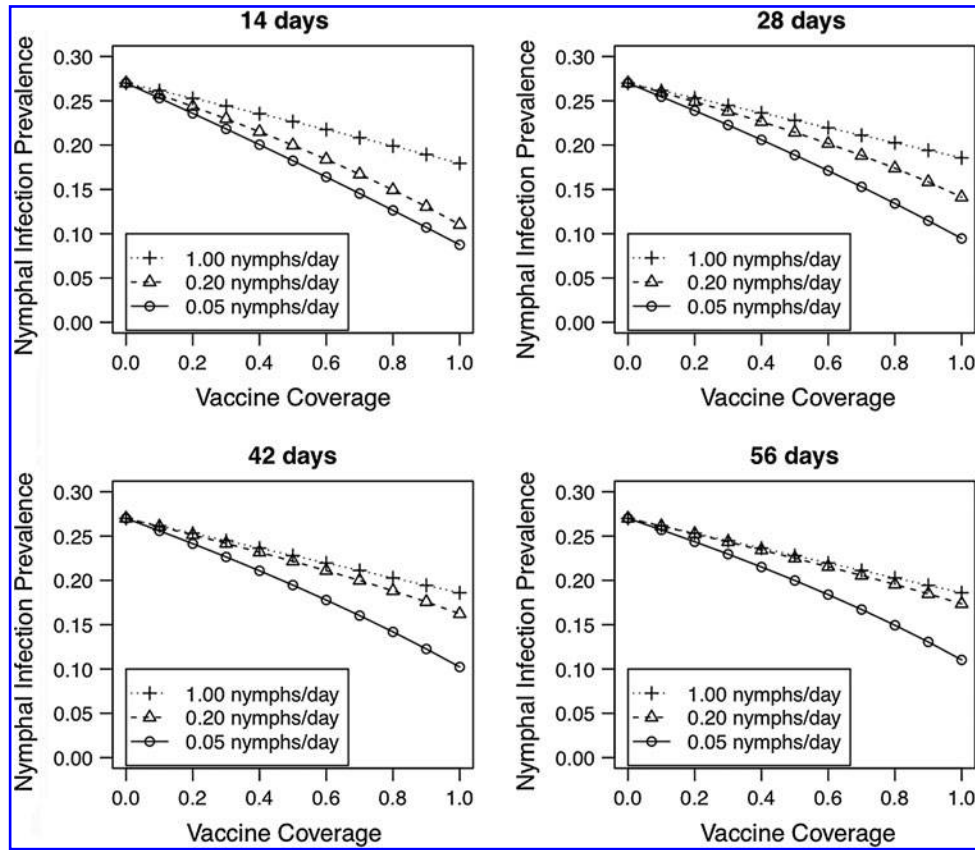 14 days
Nymphal Infection Prevalence
0.30
0.25
0.20
0.15
0.10
0.05
0.00
1.00 nymphs/day
0.20 nymphs/day
0.05 nymphs/day
0.0 0.2 0.4 0.6 0.8 1.0
Vaccine Coverage
28 days
Nymphal Infection Prevalence
0.30
0.25
0.20
0.15
0.10
0.05
0.00
1.00 nymphs/day
0.20 nymphs/day
0.05 nymphs/day
0.0 0.2 0.4 0.6 0.8 1.0
Vaccine Coverage
42 days
Nymphal Infection Prevalence
0.30
0.25
0.20
0.15
0.10
0.05
0.00
1.00 nymphs/day
0.20 nymphs/day
0.05 nymphs/day
0.0 0.2 0.4 0.6 0.8 1.0
Vaccine Coverage
56 days
Nymphal Infection Prevalence
0.30
0.25
0.20
0.15
0.10
0.05
0.00
1.00 nymphs/day
0.20 nymphs/day
0.05 nymphs/day
0.0 0.2 0.4 0.6 0.8 1.0
Vaccine Coverage